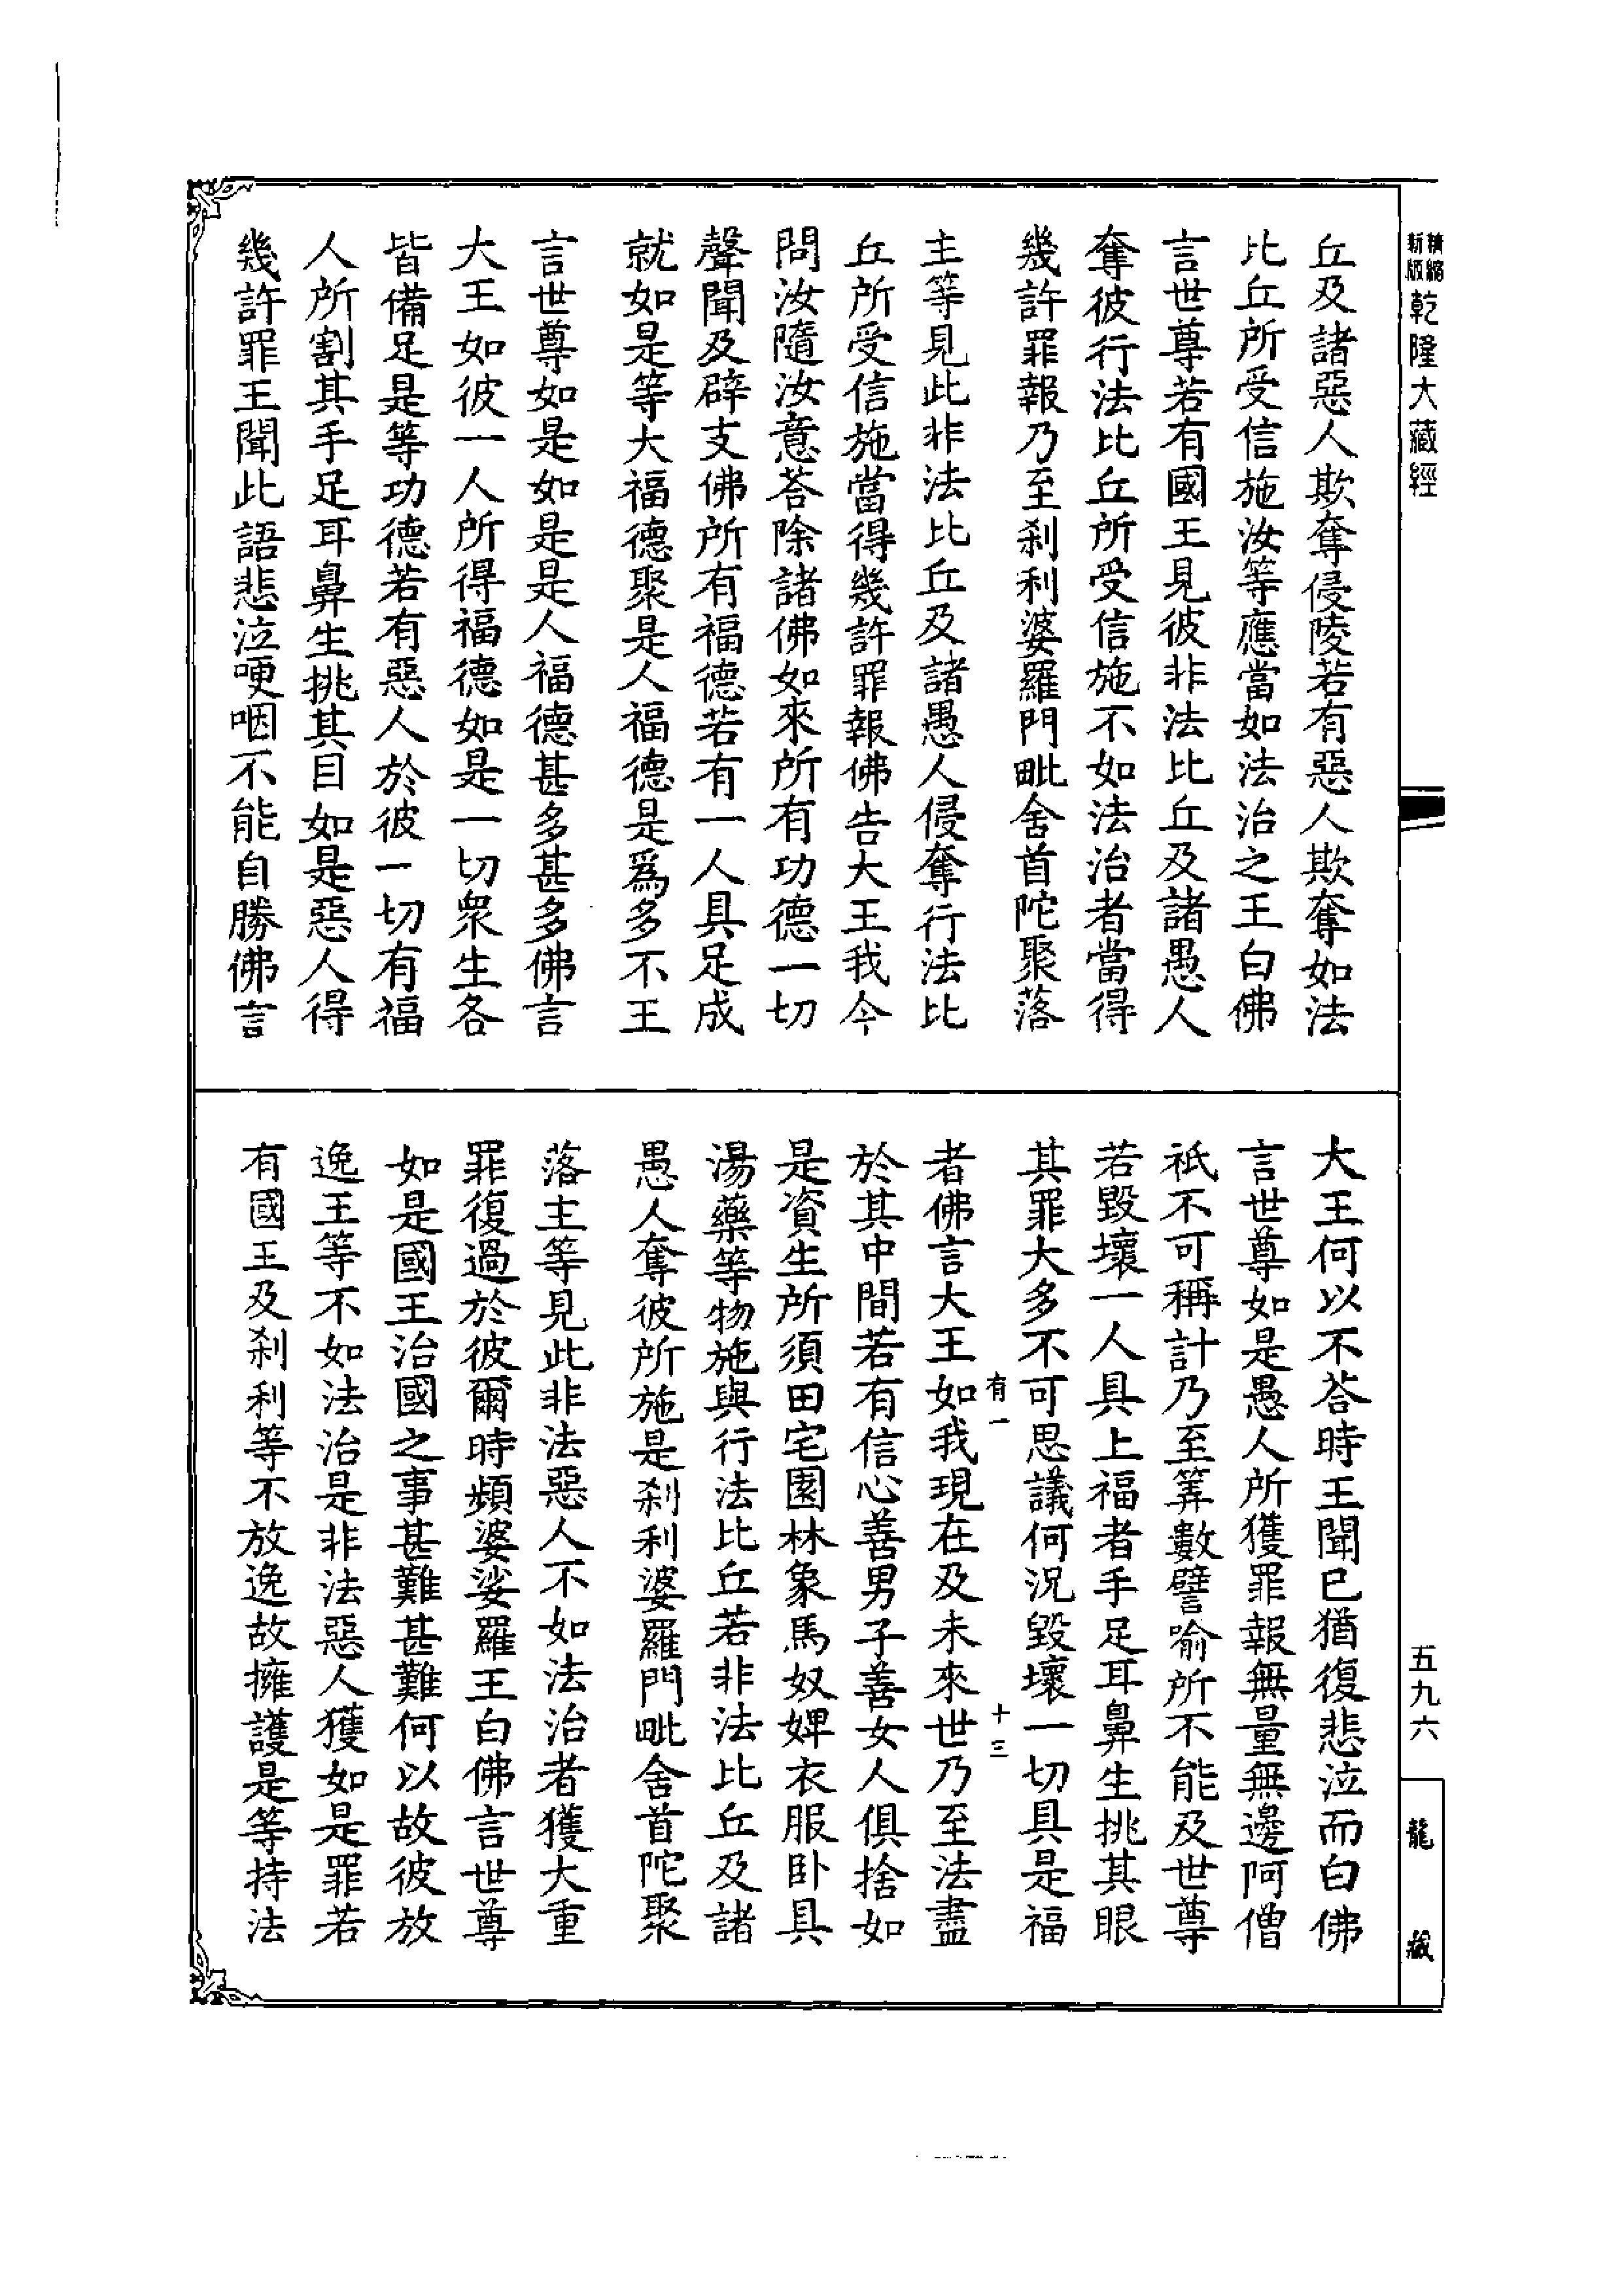 精縮
新版
乾隆大藏經
丘及諸惡人欺奪侵陵若有惡人欺奪如法
比丘所受信施汝等應當如法治之王白佛
言世尊若有國王見彼非法比丘及諸愚人
奪彼行法比丘所受信施不如法治者當得
幾許罪報乃至刹利婆羅門毗舍首陀聚落
主等見此非法比丘及諸愚人侵奪行法比
丘所受信施當得幾許罪報佛告大王我今
問汝隨汝意荅除諸佛如來所有功德一切
聲聞及辟支佛所有福德若有一人具足成
就如是等大福德聚是人福德是爲多不王
言世尊如是如是是人福德甚多甚多佛言
大王如彼一人所得福德如是一切衆生各
皆備足是等功德若有惡人於彼一切有福
人所割其手足耳鼻生挑其目如是惡人得
幾許罪王聞此語悲泣哽咽不能自勝佛言
大王何以不荅時王聞已猶復悲泣而白佛
言世尊如是愚人所獲罪報無量無邊阿僧
祇不可稱計乃至筭數譬喻所不能及世尊
若毀壞一人具上福者手足耳鼻生挑其眼
其罪大多不可思議何況毀壞一切具是福
有一
十三
者佛言大王如我現在及未來世乃至法盡
於其中間若有信心善男子善女人俱捨如
是資生所須田宅園林象馬奴婢衣服卧具
湯藥等物施與行法比丘若非法比丘及諸
愚人奪彼所施是刹利婆羅門毗舍首陀聚
落主等見此非法惡人不如法治者獲大重
罪復過於彼爾時頻婆娑羅王白佛言世尊
如是國王治國之事甚難甚難何以故彼放
逸王等不如法治是非法惡人獲如是罪若
有國王及刹利等不放逸故擁護是等持法
五九六
龍藏